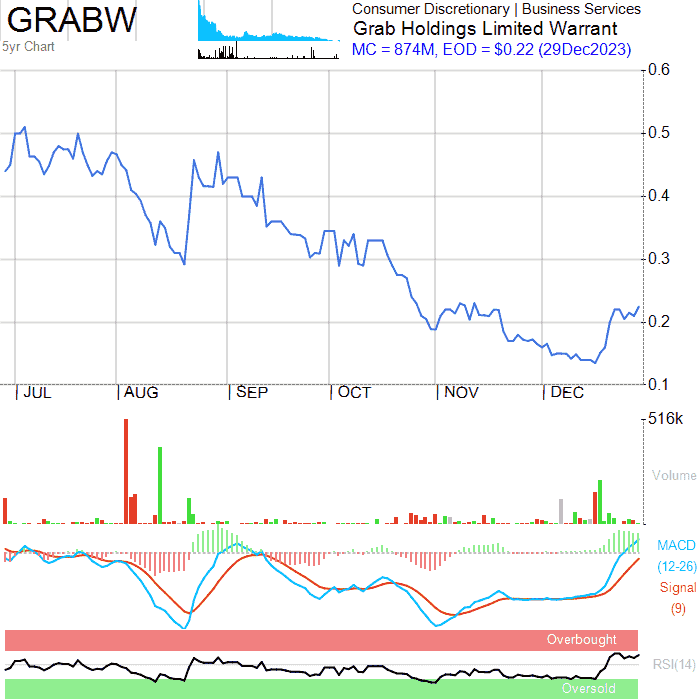 GRABW
5yr Chart
Consumer Discretionary | Business Services
Grab Holdings Limited Warrant
MC = 874M, EOD = $0.22 (29Dec2023)
0.6
0.5
0.4
0.3
0.2
0.1
JUL AUG SEP OCT NOV DEC
516k
Volume
MACD
(12-26)
Signal
(9)
Overbought
RSI(14)
Oversold